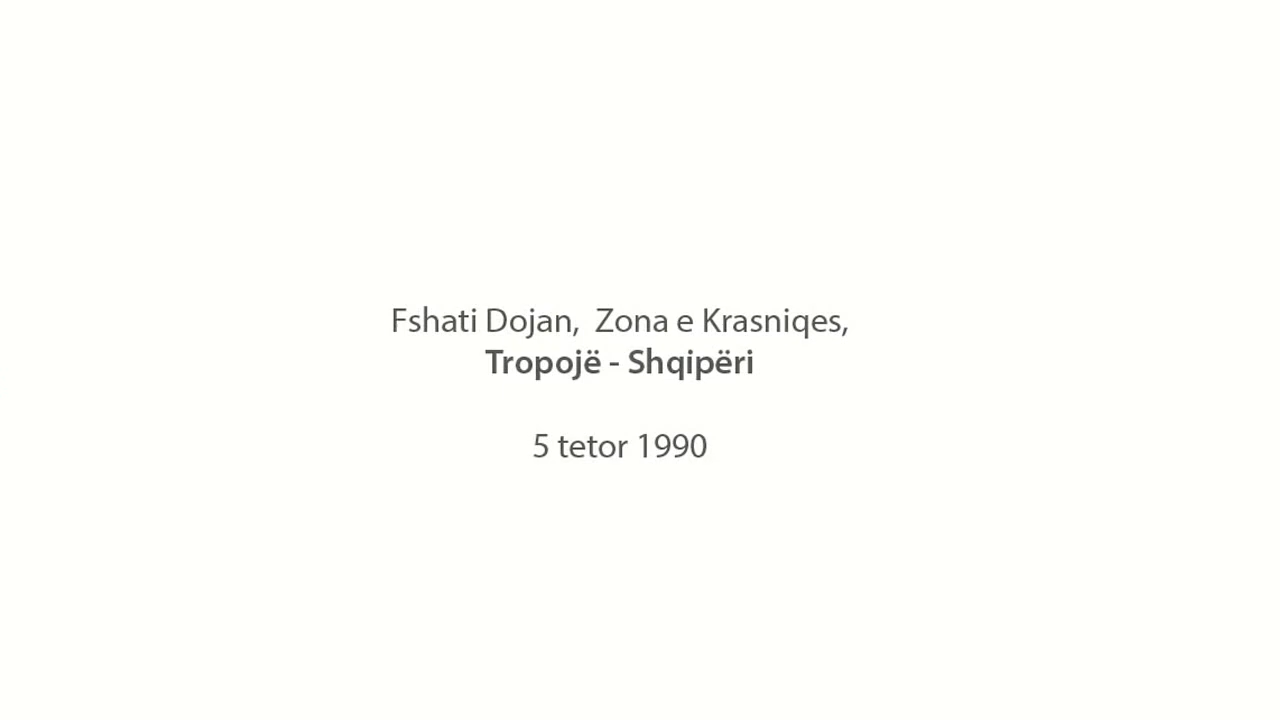 Fshati Dojan,  Zona e Krasniqes,
Tropojë - Shqipëri
5 tetor 1990